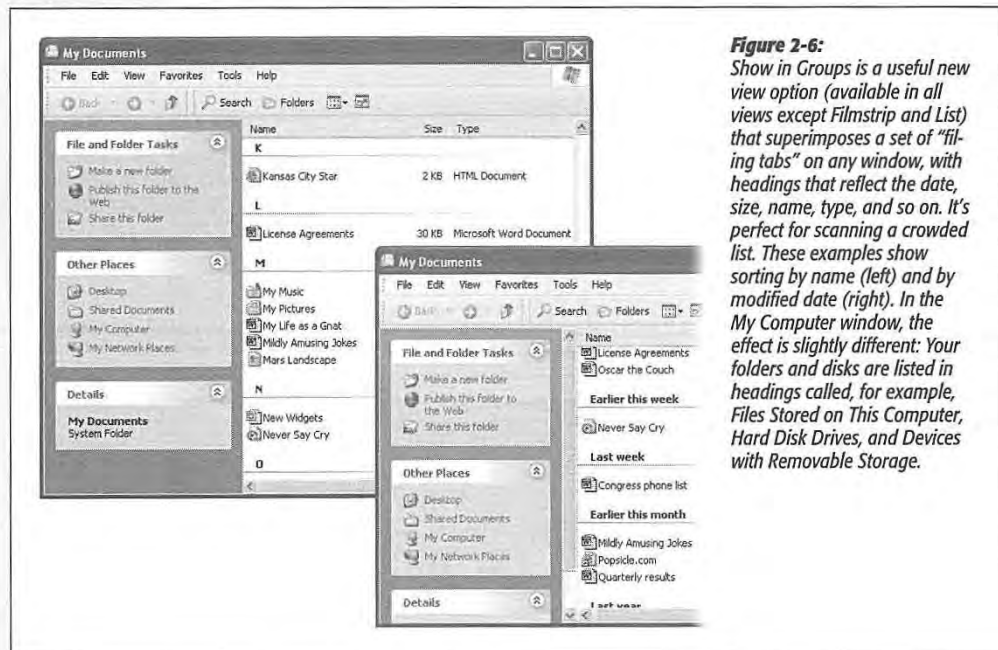 My Documents
File Edit View Favorites Tools Help
Back Search Folders
File and Folder Tasks
Make a new folder
Publish this folder to the
Web
Share this folder
Other Places
Desktop
Shared Documents
My Computer
My Network Places
Details
My Documents
System Folder
Name Size Type
K
Kansas City Star 2 KB HTML Document
L
License Agreements 30 KB Microsoft Word Document
M
My Music
My Pictures
My Life as a Gnat
Mildly Amusing Jokes
Mars Landscape
N
New Widgets
Never Say Cry
O
My Documents
File Edit View Favorites Tools Help
Back Search Folders
File and Folder Tasks
Make a new folder
Publish this folder to
the Web
Share this folder
Other Places
Desktop
Shared Documents
My Computer
My Network Places
Details
Name
License Agreements
Oscar the Couch
Earlier this week
Never Say Cry
Last week
Congress phone list
Earlier this month
Mildly Amusing Jokes
Popsicle.com
Quarterly results
Last year
Figure 2-6:
Show in Groups is a useful new
view option (available in all
views except Filmstrip and List)
that superimposes a set of “fil-
ing tabs” on any window, with
headings that reflect the date,
size, name, type, and so on. It’s
perfect for scanning a crowded
list. These examples show
sorting by name (left) and by
modified date (right). In the
My Computer window, the
effect is slightly different: Your
folders and disks are listed in
headings called, for example,
Files Stored on This Computer,
Hard Disk Drives, and Devices
with Removable Storage.